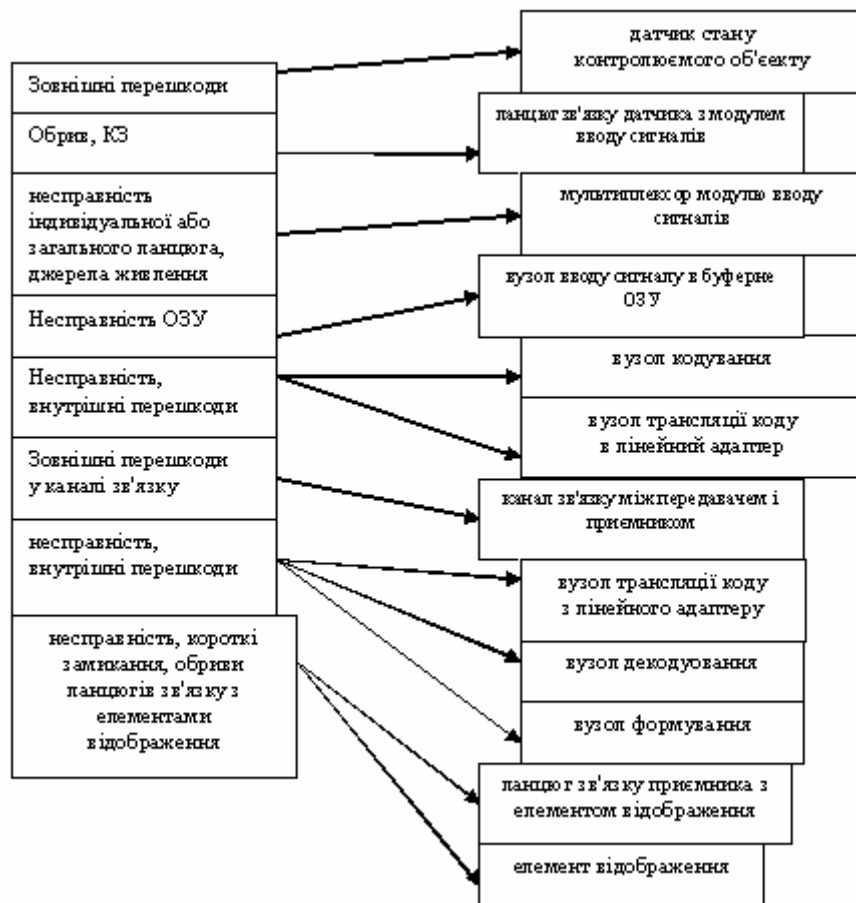 Зовнішні перешкоди
Обрив, КЗ
несправність
індивідуальної або
загального ланцюга,
джерела живлення
Несправність ОЗУ
Несправність,
внутрішні перешкоди
Зовнішні перешкоди
у каналі зв'язку
несправність,
внутрішні перешкоди
несправність, короткі
замикання, обриви
ланцюгів зв'язку з
елементами
відображення
датчик стану
контролюємого об'єкту
ланцюг зв'язку датчика з модулем
вводу сигналів
мультиплексор модулю вводу
сигналів
вузол вводу сигналу в буферне
ОЗУ
вузол кодування
вузол трансляції коду
в лінейний адаптер
канал зв'язку міжпередавачем і
приємником
вузол трансляції коду
з лінейного адаптеру
вузол декодуовання
вузол формування
ланцюг зв'язку приємника з
елементом відображення
елемент відображення